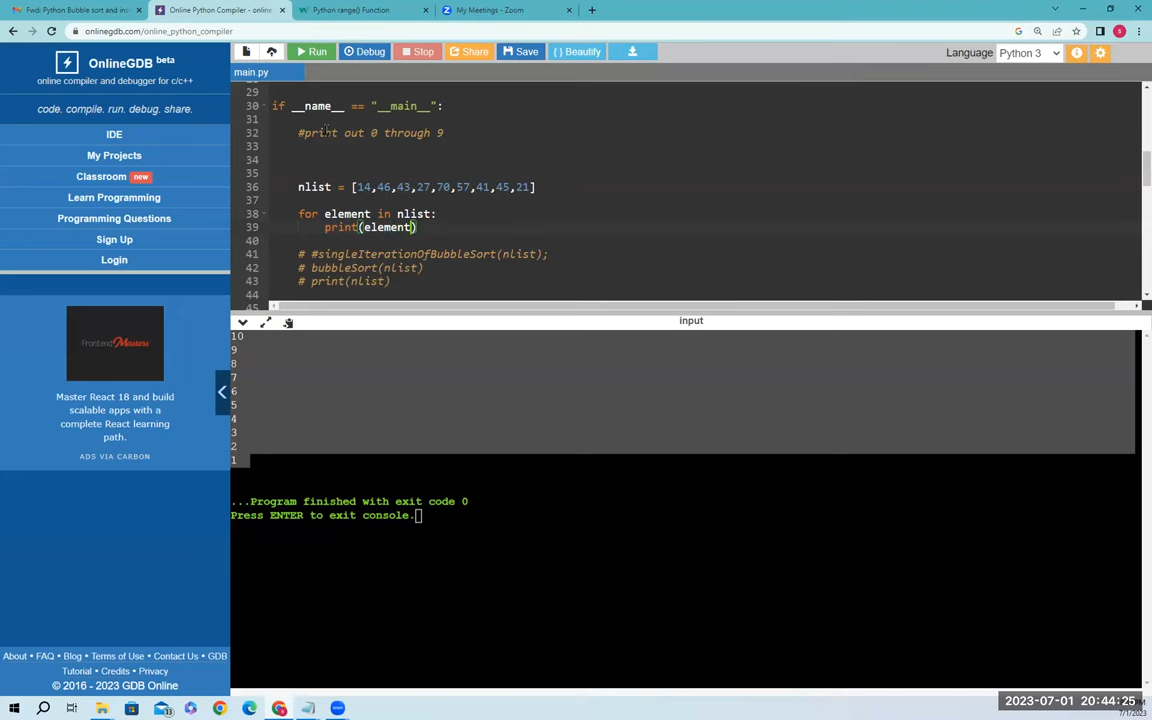 Fwd: Python Bubble sort and ins
Online Python Compiler - online
Python range() Function
My Meetings - Zoom
onlinegdb.com/online_python_compiler
OnlineGDB beta
online compiler and debugger for c/c++
code. compile. run. debug. share.
IDE
My Projects
Classroom new
Learn Programming
Programming Questions
Sign Up
Login
Frontend Masters
Master React 18 and build
scalable apps with a
complete React learning
path.
ADS VIA CARBON
About • FAQ • Blog • Terms of Use • Contact Us • GDB
Tutorial • Credits • Privacy
© 2016 - 2023 GDB Online
Run
Debug
Stop
Share
Save
{ } Beautify
Language Python 3
main.py
29
30 if __name__ == "__main__":
31
32 #print out 0 through 9
33
34
35
36 nlist = [14,46,43,27,70,57,41,45,21]
37
38 for element in nlist:
39 print(element)
40
41 # #singleIterationOfBubbleSort(nlist);
42 # bubbleSort(nlist)
43 # print(nlist)
44
45
input
10
9
8
7
6
5
4
3
2
1
...Program finished with exit code 0
Press ENTER to exit console.
2023-07-01 20:44:25
7/1/2023